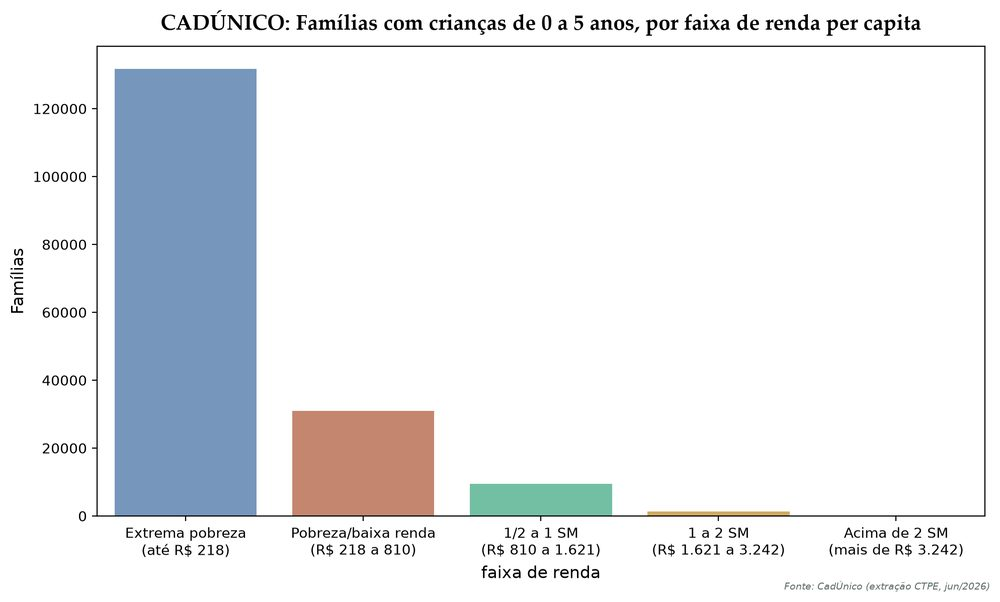 CADÚNICO: Famílias com crianças de 0 a 5 anos, por faixa de renda per capita
Famílias
120000
100000
80000
60000
40000
20000
0
Extrema pobreza
(até R$ 218)
Pobreza/baixa renda
(R$ 218 a 810)
1/2 a 1 SM
(R$ 810 a 1.621)
1 a 2 SM
(R$ 1.621 a 3.242)
Acima de 2 SM
(mais de R$ 3.242)
faixa de renda
Fonte: CadÚnico (extração CTPE, jun/2026)